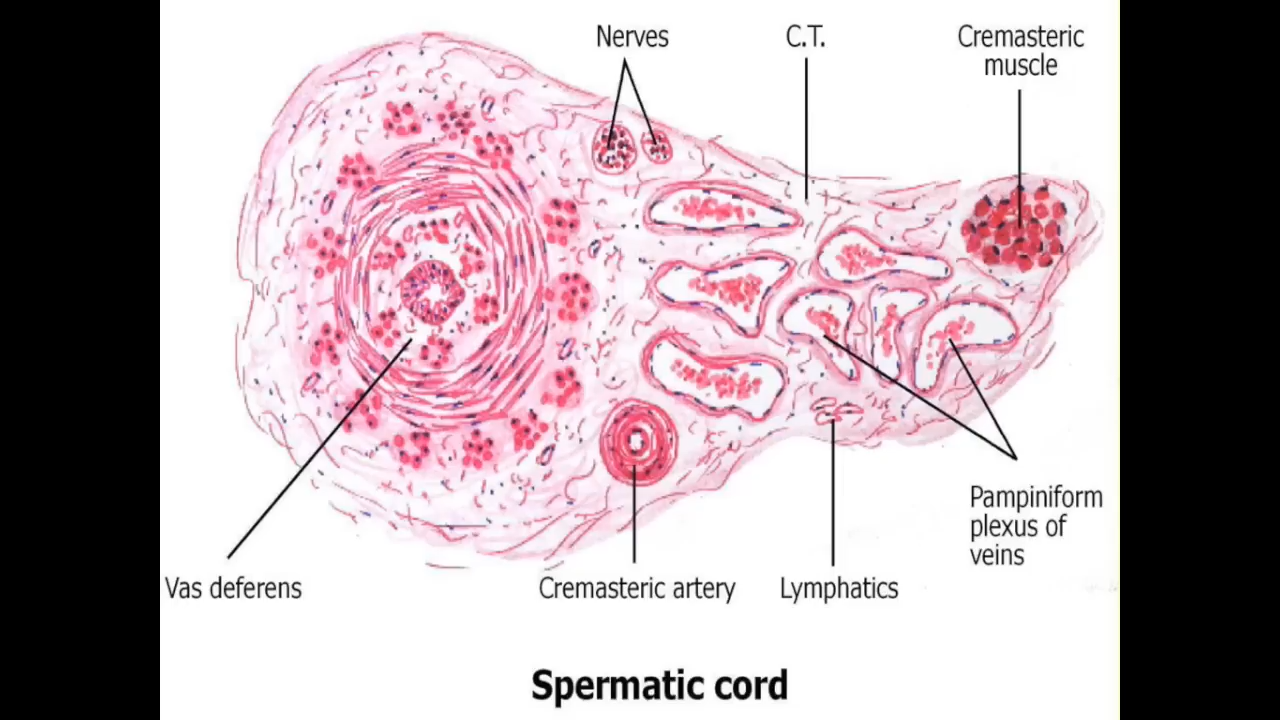 Nerves
C.T.
Cremasteric
muscle
Pampiniform
plexus of
veins
Vas deferens
Cremasteric artery
Lymphatics
Spermatic cord